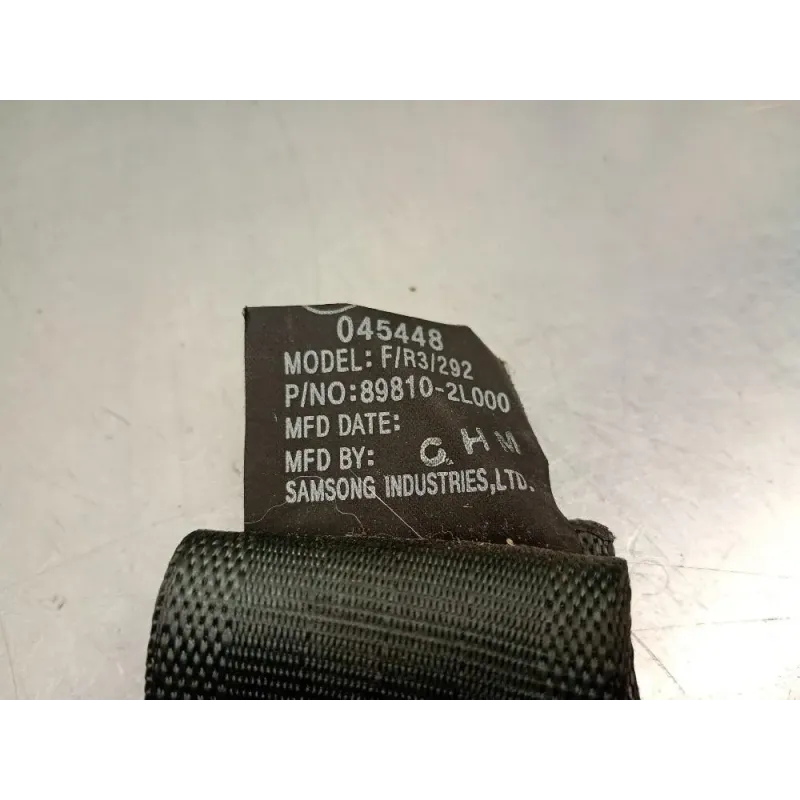 045448
MODEL: F/R3/292
P/NO:89810-2L000
MFD DATE:
MFD BY: C H M
SAMSONG INDUSTRIES,LTD.